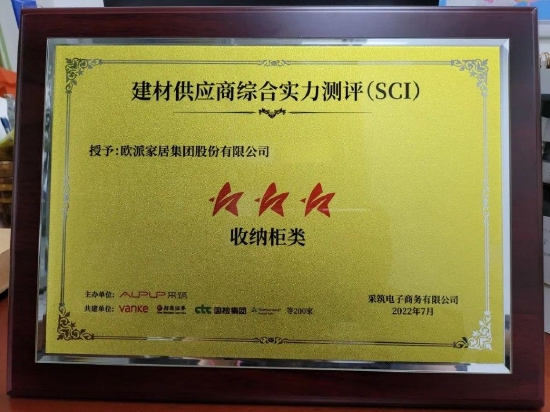 建材供应商综合实力测评(SCI)
授予:欧派家居集团股份有限公司
收纳柜类
主办单位: 采筑
共建单位: vanke ctc 国检集团 等200家
采筑电子商务有限公司
2022年7月